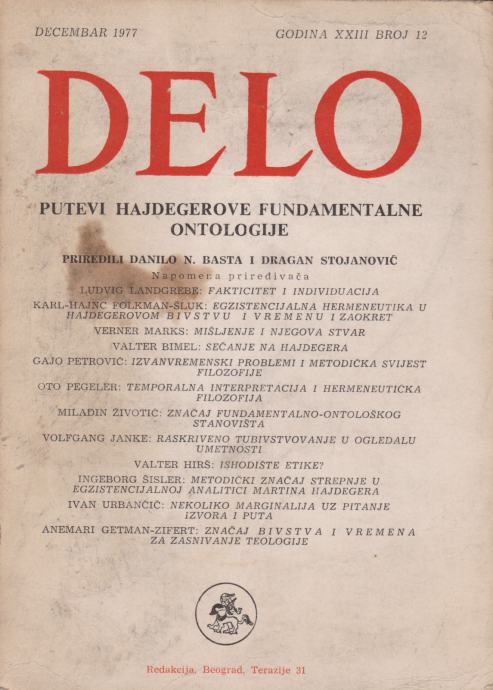 DECEMBAR 1977 GODINA XXIII BROJ 12
DELO
PUTEVI HAJDEGEROVE FUNDAMENTALNE
ONTOLOGIJE
PRIREDILI DANILO N. BASTA I DRAGAN STOJANOVIĆ
Napomena priređivača
LUDVIG LANDGREBE: FAKTICITET I INDIVIDUACIJA
KARL-HAJNC FOLKMAN-ŠLUK: EGZISTENCIJALNA HERMENEUTIKA U
HAJDEGEROVOM BIVSTVU I VREMENU I ZAOKRET
VERNER MARKS: MIŠLJENJE I NJEGOVA STVAR
VALTER BIMEL: SEĆANJE NA HAJDEGERA
GAJO PETROVIĆ: IZVANVREMENSKI PROBLEMI I METODIČKA SVIJEST
FILOZOFIJE
OTO PEGELER: TEMPORALNA INTERPRETACIJA I HERMENEUTIČKA
FILOZOFIJA
MILADIN ŽIVOTIĆ: ZNAČAJ FUNDAMENTALNO-ONTOLOŠKOG
STANOVIŠTA
VOLFGANG JANKE: RASKRIVENO TUBIVSTVOVANJE U OGLEDALU
UMETNOSTI
VALTER HIRŠ: ISHODIŠTE ETIKE?
INGEBORG ŠISLER: METODIČKI ZNAČAJ STREPNJE U
EGZISTENCIJALNOJ ANALITICI MARTINA HAJDEGERA
IVAN URBANČIČ: NEKOLIKO MARGINALIJA UZ PITANJE
IZVORA I PUTA
ANEMARI GETMAN-ZIFERT: ZNAČAJ BIVSTVA I VREMENA
ZA ZASNIVANJE TEOLOGIJE
Redakcija, Beograd, Terazije 31